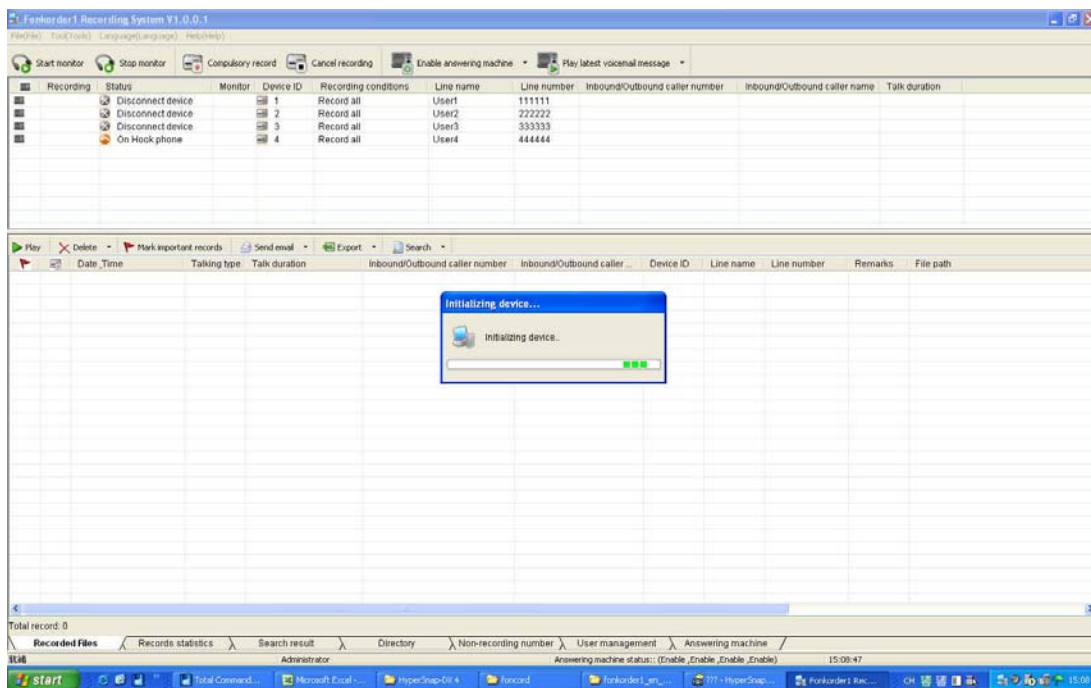 Fonkorder1 Recording System V1.0.0.1
File(File) Tool(Tools) Language(Language) Help(Help)
Start monitor Stop monitor Compulsory record Cancel recording Enable answering machine Play latest voicemail message
Recording Status Monitor Device ID Recording conditions Line name Line number Inbound/Outbound caller number Inbound/Outbound caller name Talk duration
Disconnect device 1 Record all User1 111111
Disconnect device 2 Record all User2 222222
Disconnect device 3 Record all User3 333333
On Hook phone 4 Record all User4 444444
Play Delete Mark important records Send email Export Search
Date_Time Talking type Talk duration Inbound/Outbound caller number Inbound/Outbound caller ... Device ID Line name Line number Remarks File path
Initializing device...
Initializing device..
Total record: 0
Recorded Files Records statistics Search result Directory Non-recording number User management Answering machine
Administrator Answering machine status:: (Enable ,Enable ,Enable ,Enable) 15:08:47
start Total Command... Microsoft Excel -... HyperSnap-DX 4 foncord fonkorder1_en_... ??? - HyperSnap... Fonkorder1 Rec... CH 15:08